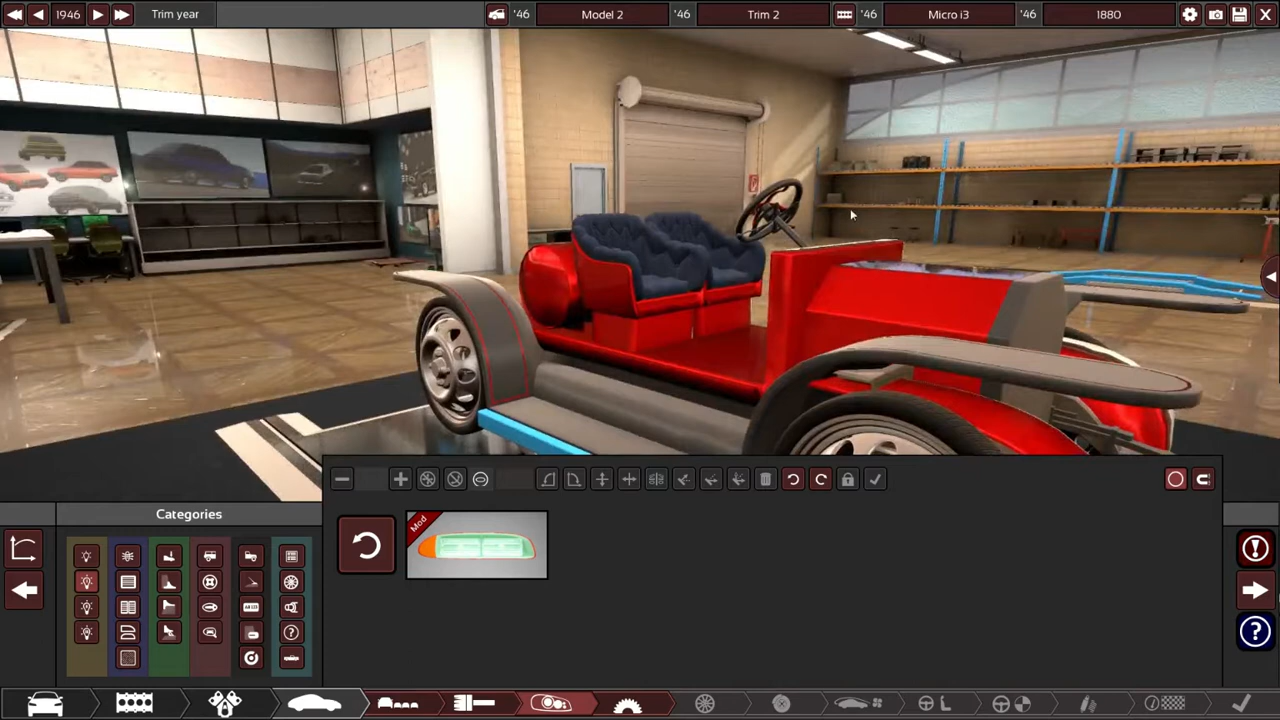 1946
Trim year
'46
Model 2
'46
Trim 2
'46
Micro i3
'46
1880
Mod
Categories